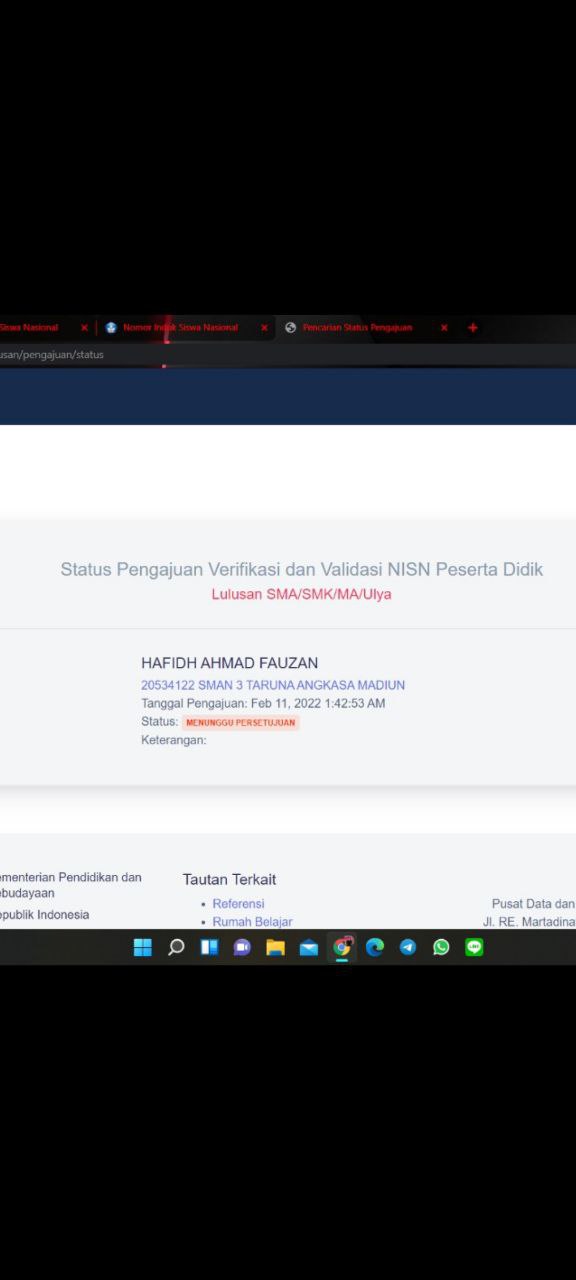 Siswa Nasional
Nomor Induk Siswa Nasional
Pencarian Status Pengajuan
usan/pengajuan/status
Status Pengajuan Verifikasi dan Validasi NISN Peserta Didik
Lulusan SMA/SMK/MA/Ulya
HAFIDH AHMAD FAUZAN
20534122 SMAN 3 TARUNA ANGKASA MADIUN
Tanggal Pengajuan: Feb 11, 2022 1:42:53 AM
Status: MENUNGGU PERSETUJUAN
Keterangan:
ementerian Pendidikan dan
ebudayaan
epublik Indonesia
Tautan Terkait
Referensi
Rumah Belajar
Pusat Data dan
Jl. RE. Martadina
LINE